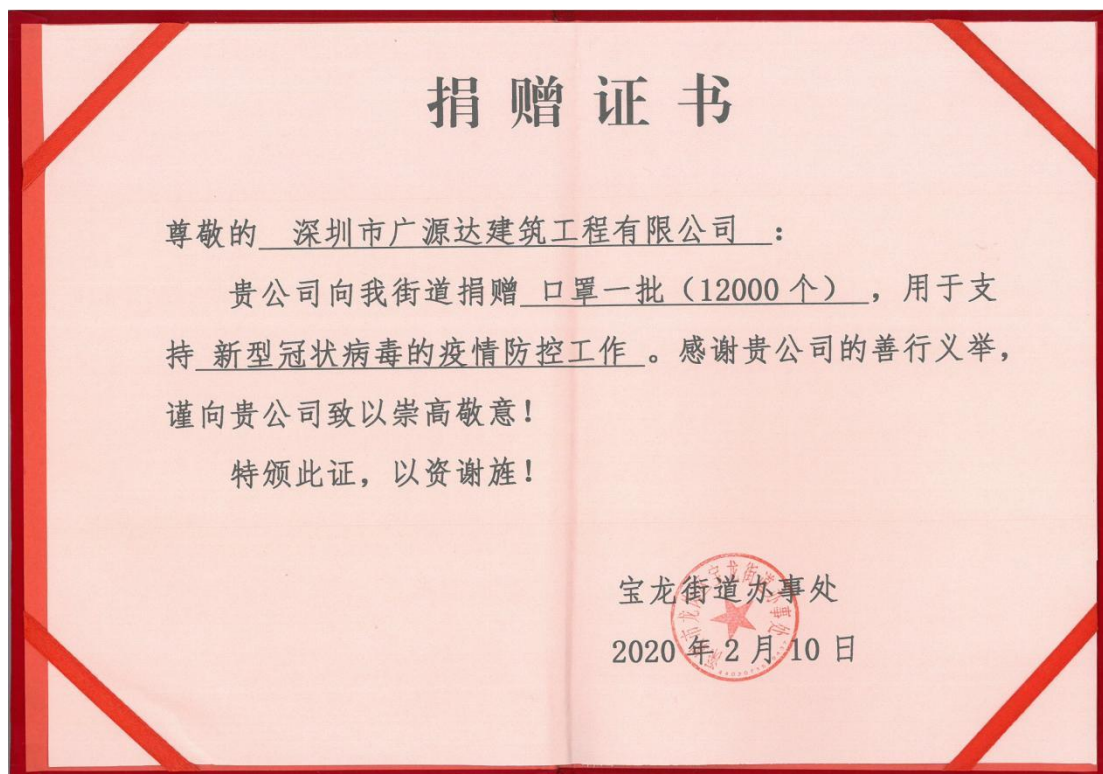 捐赠证书
尊敬的 深圳市广源达建筑工程有限公司 :
贵公司向我街道捐赠 口罩一批（12000个） ，用于支
持 新型冠状病毒的疫情防控工作 。感谢贵公司的善行义举，
谨向贵公司致以崇高敬意！
特颁此证，以资谢旌！
宝龙街道办事处
2020年2月10日